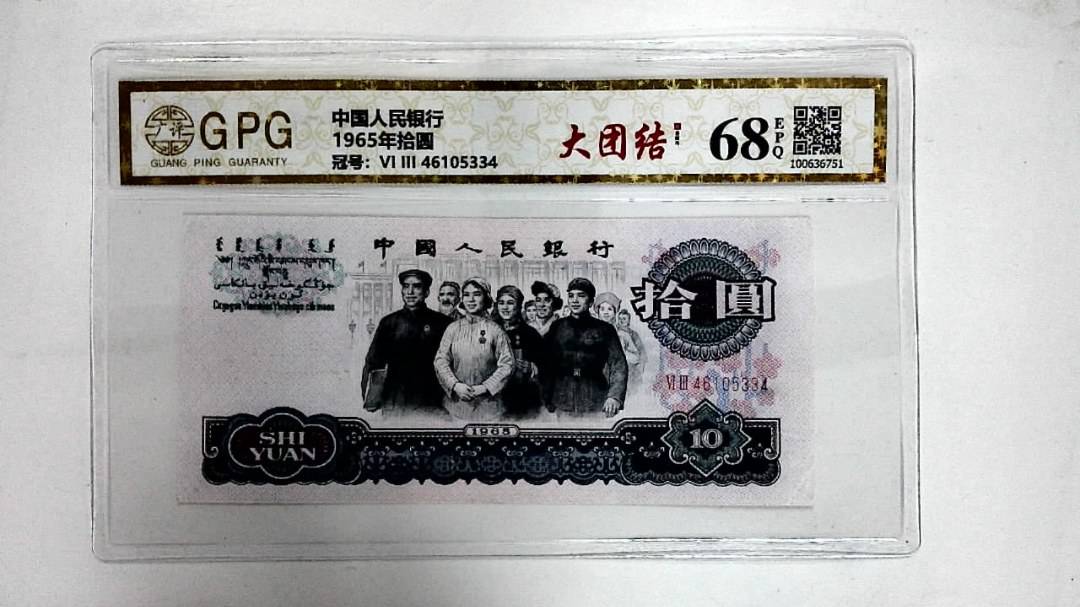 GPG
GUANG PING GUARANTY
中国人民银行
1965年拾圆
冠号：VI III 46105334
大团结
68
EPQ
100636751
中國人民銀行
拾圓
VI III 46105334
1965
SHI
YUAN
10